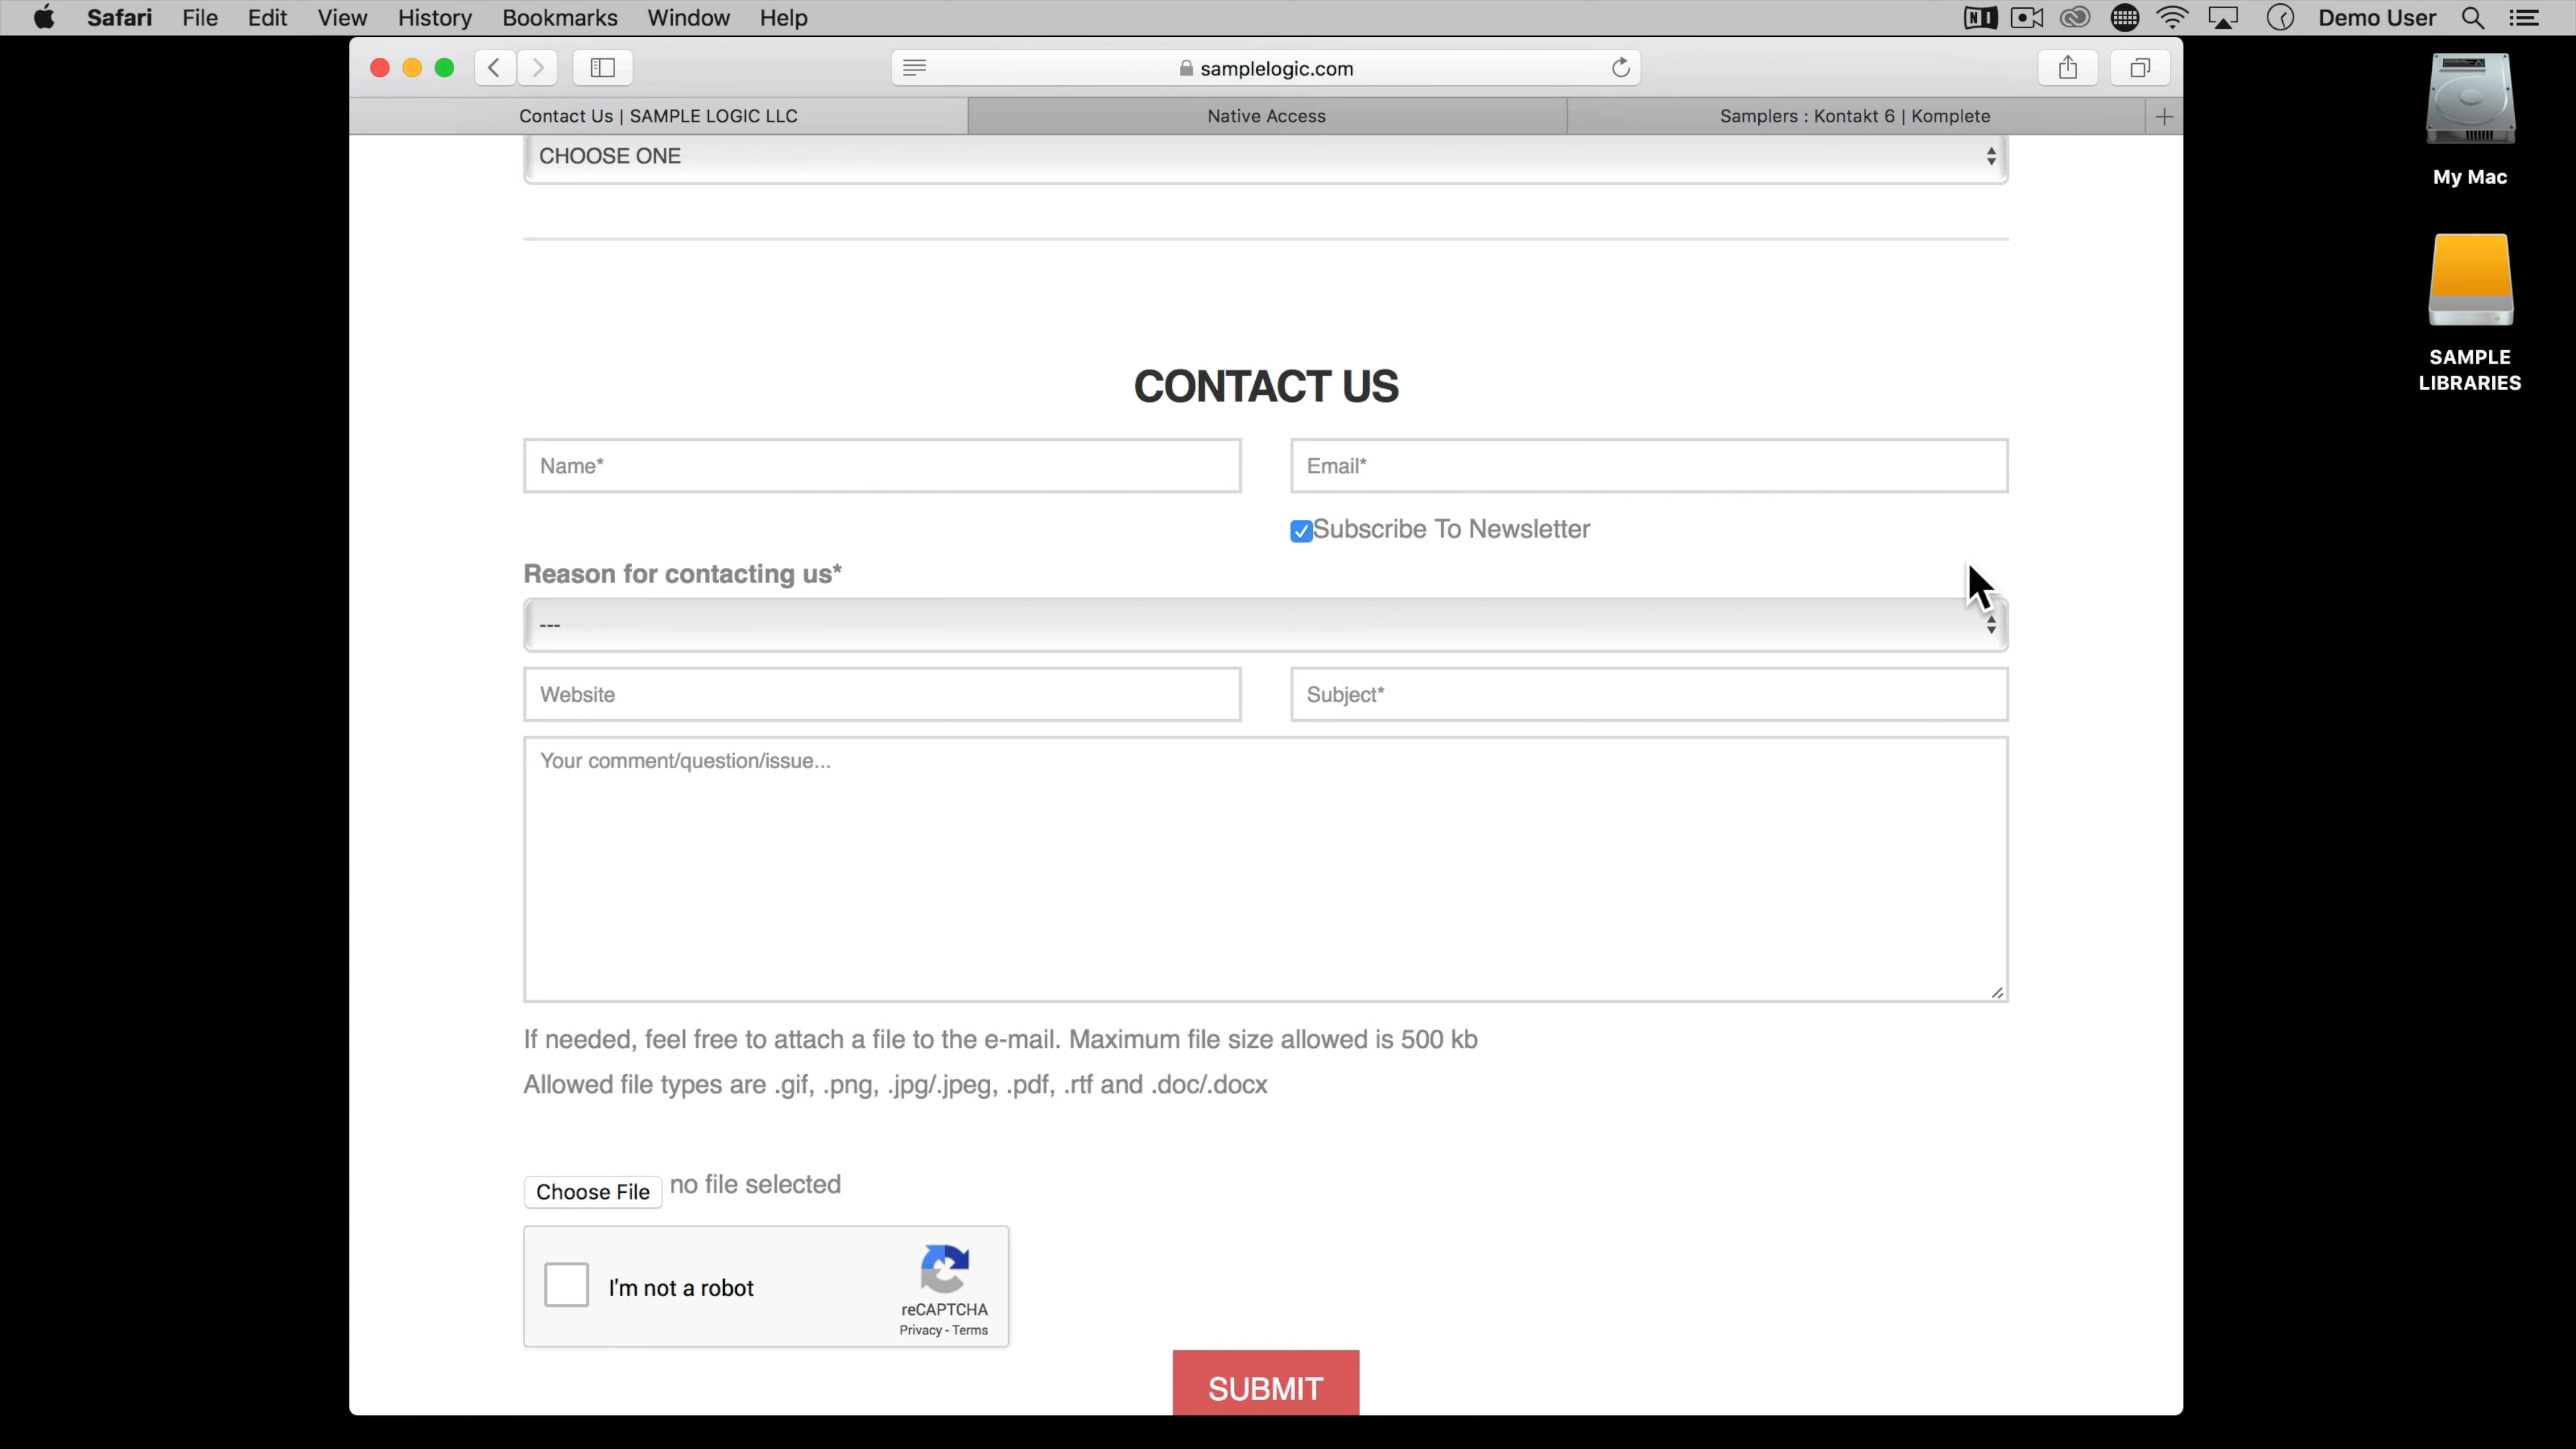 Safari File Edit View History Bookmarks Window Help Demo User
samplelogic.com
Contact Us | SAMPLE LOGIC LLC Native Access Samplers : Kontakt 6 | Komplete
My Mac
SAMPLE
LIBRARIES
CHOOSE ONE
CONTACT US
Name* Email*
Subscribe To Newsletter
Reason for contacting us*
---
Website Subject*
Your comment/question/issue...
If needed, feel free to attach a file to the e-mail. Maximum file size allowed is 500 kb
Allowed file types are .gif, .png, .jpg/.jpeg, .pdf, .rtf and .doc/.docx
Choose File no file selected
I'm not a robot
reCAPTCHA
Privacy - Terms
SUBMIT